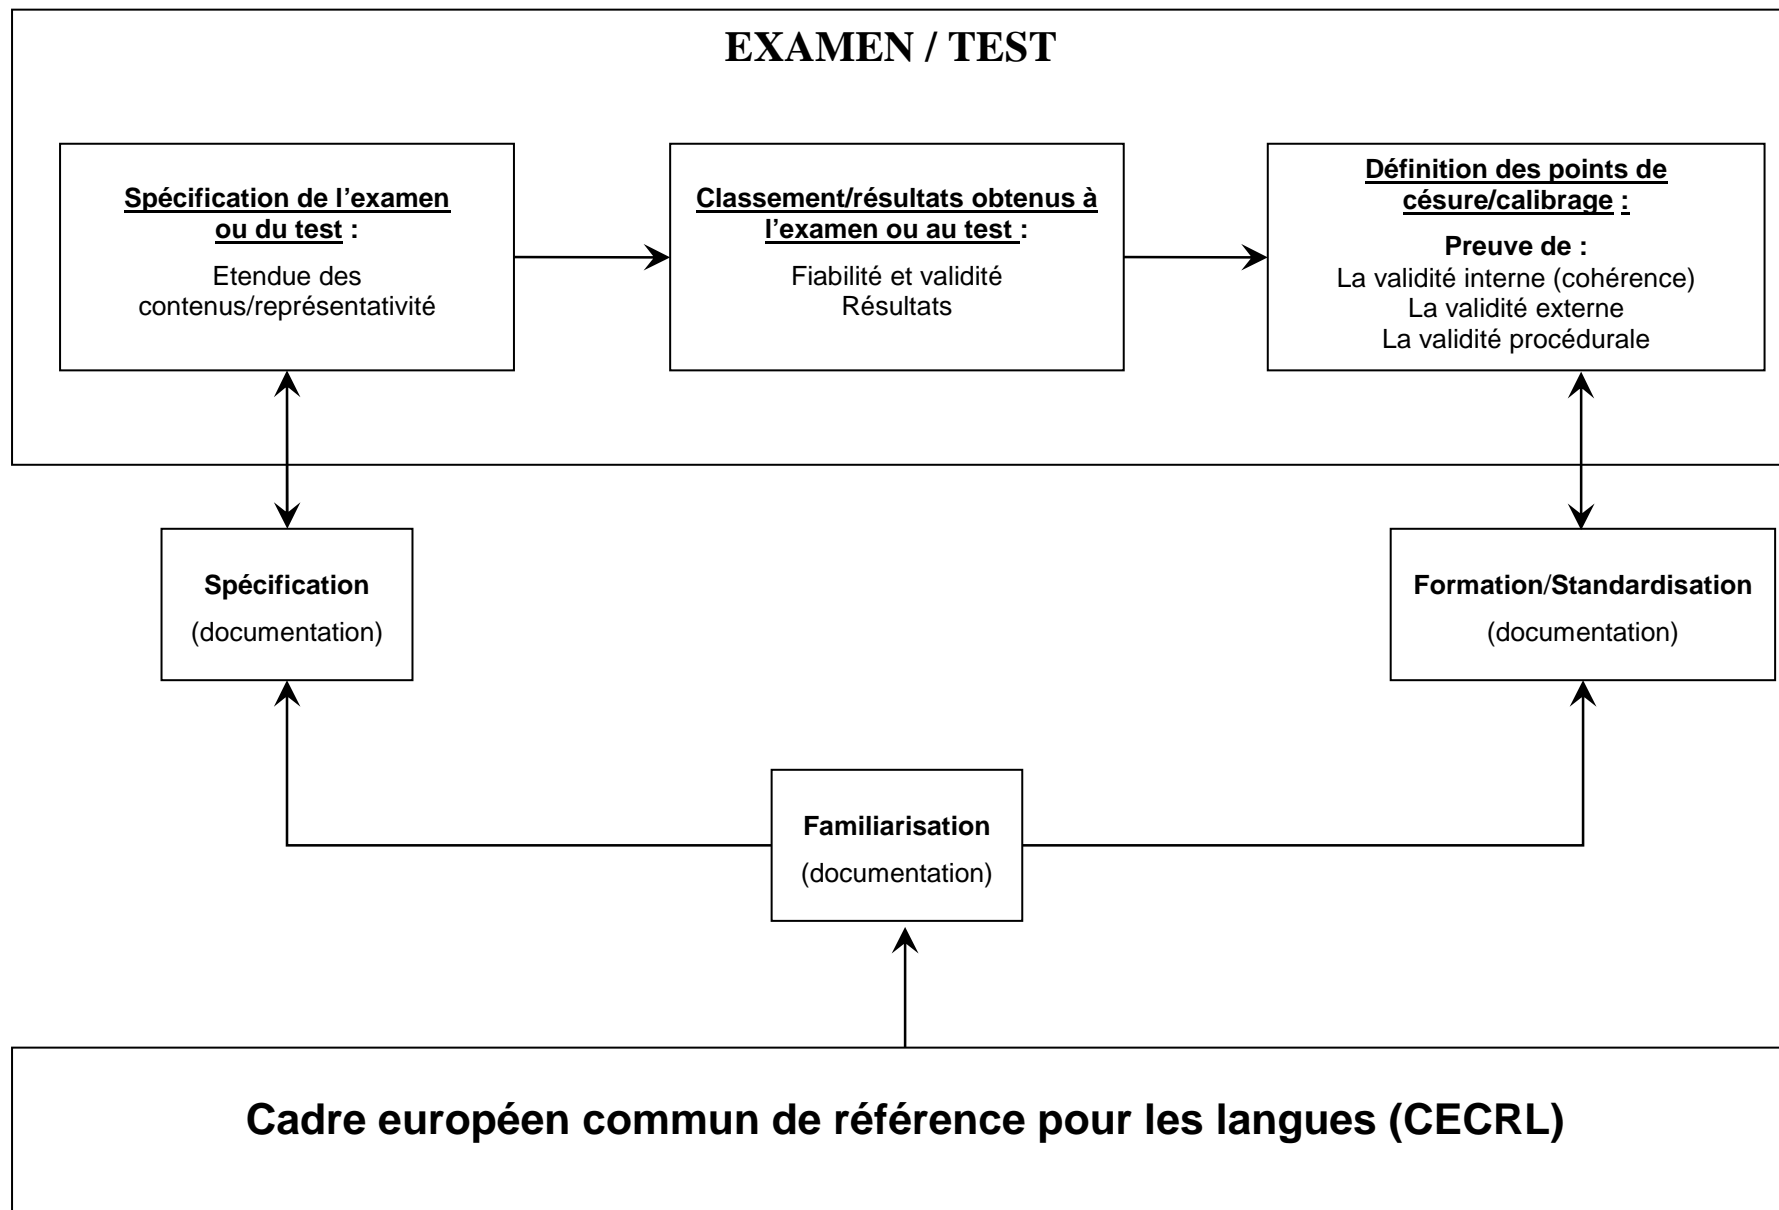 EXAMEN / TEST
Spécification de l’examen
ou du test :
Etendue des
contenus/représentativité
Classement/résultats obtenus à
l’examen ou au test :
Fiabilité et validité
Résultats
Définition des points de
césure/calibrage :
Preuve de :
La validité interne (cohérence)
La validité externe
La validité procédurale
Spécification
(documentation)
Formation/Standardisation
(documentation)
Familiarisation
(documentation)
Cadre européen commun de référence pour les langues (CECRL)